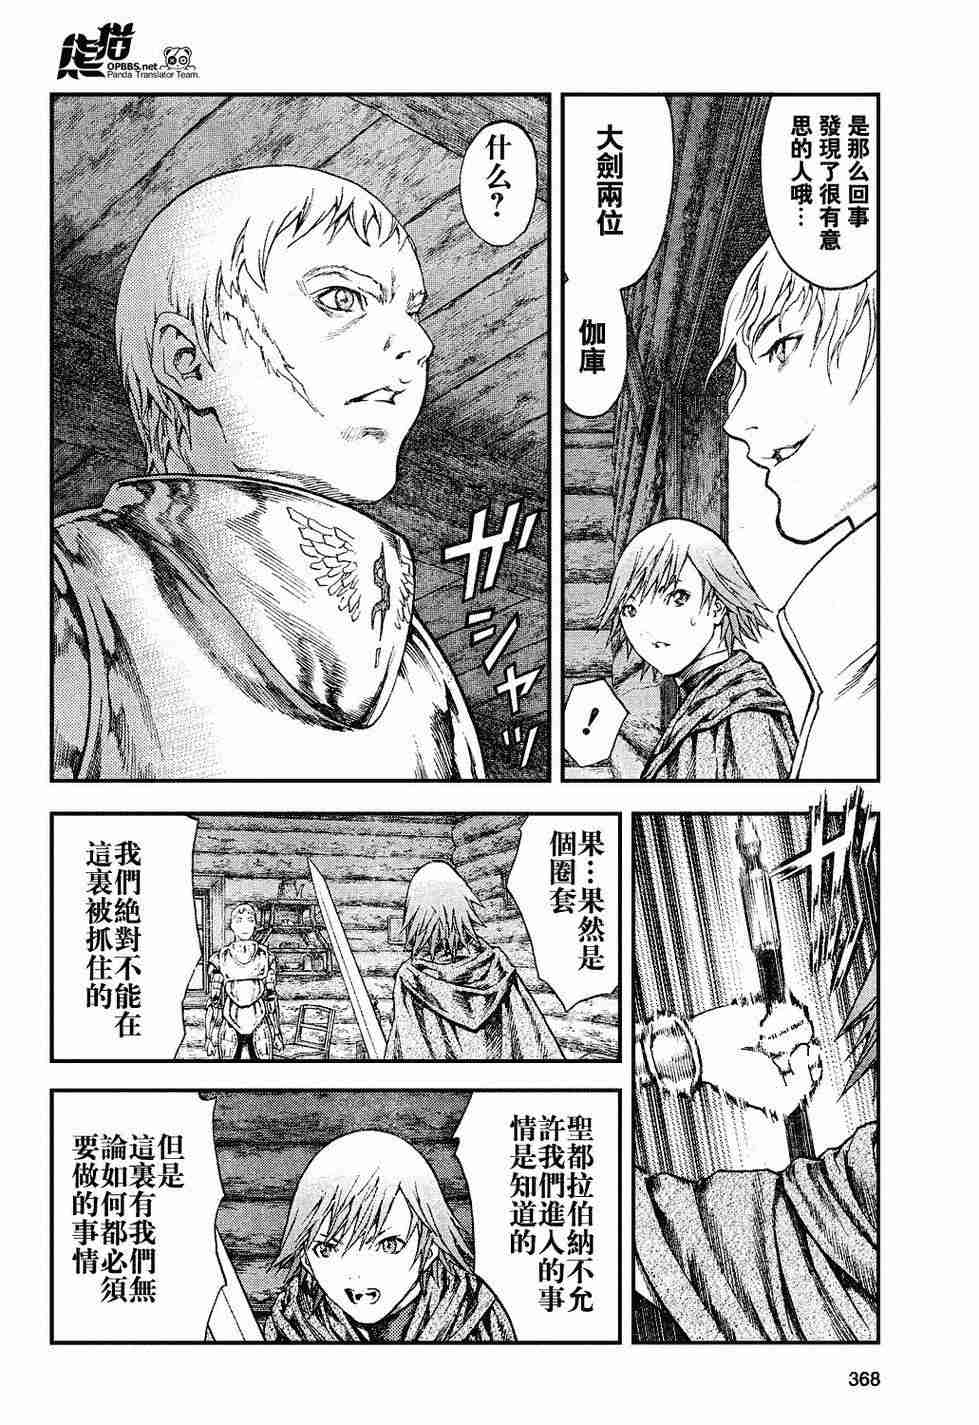 熊猫
OPBBS.net
Panda Translator Team.
是那么回事
發現了很有意
思的人哦…
大劍兩位
伽庫
！
什么？
ガシャッ
果…果然是
個圈套
我們絕對不能在
這裏被抓住的
聖都拉伯納不允
許我們進入的事
情是知道的
但是
這裏有我們無
論如何都必須
要做的事情
368